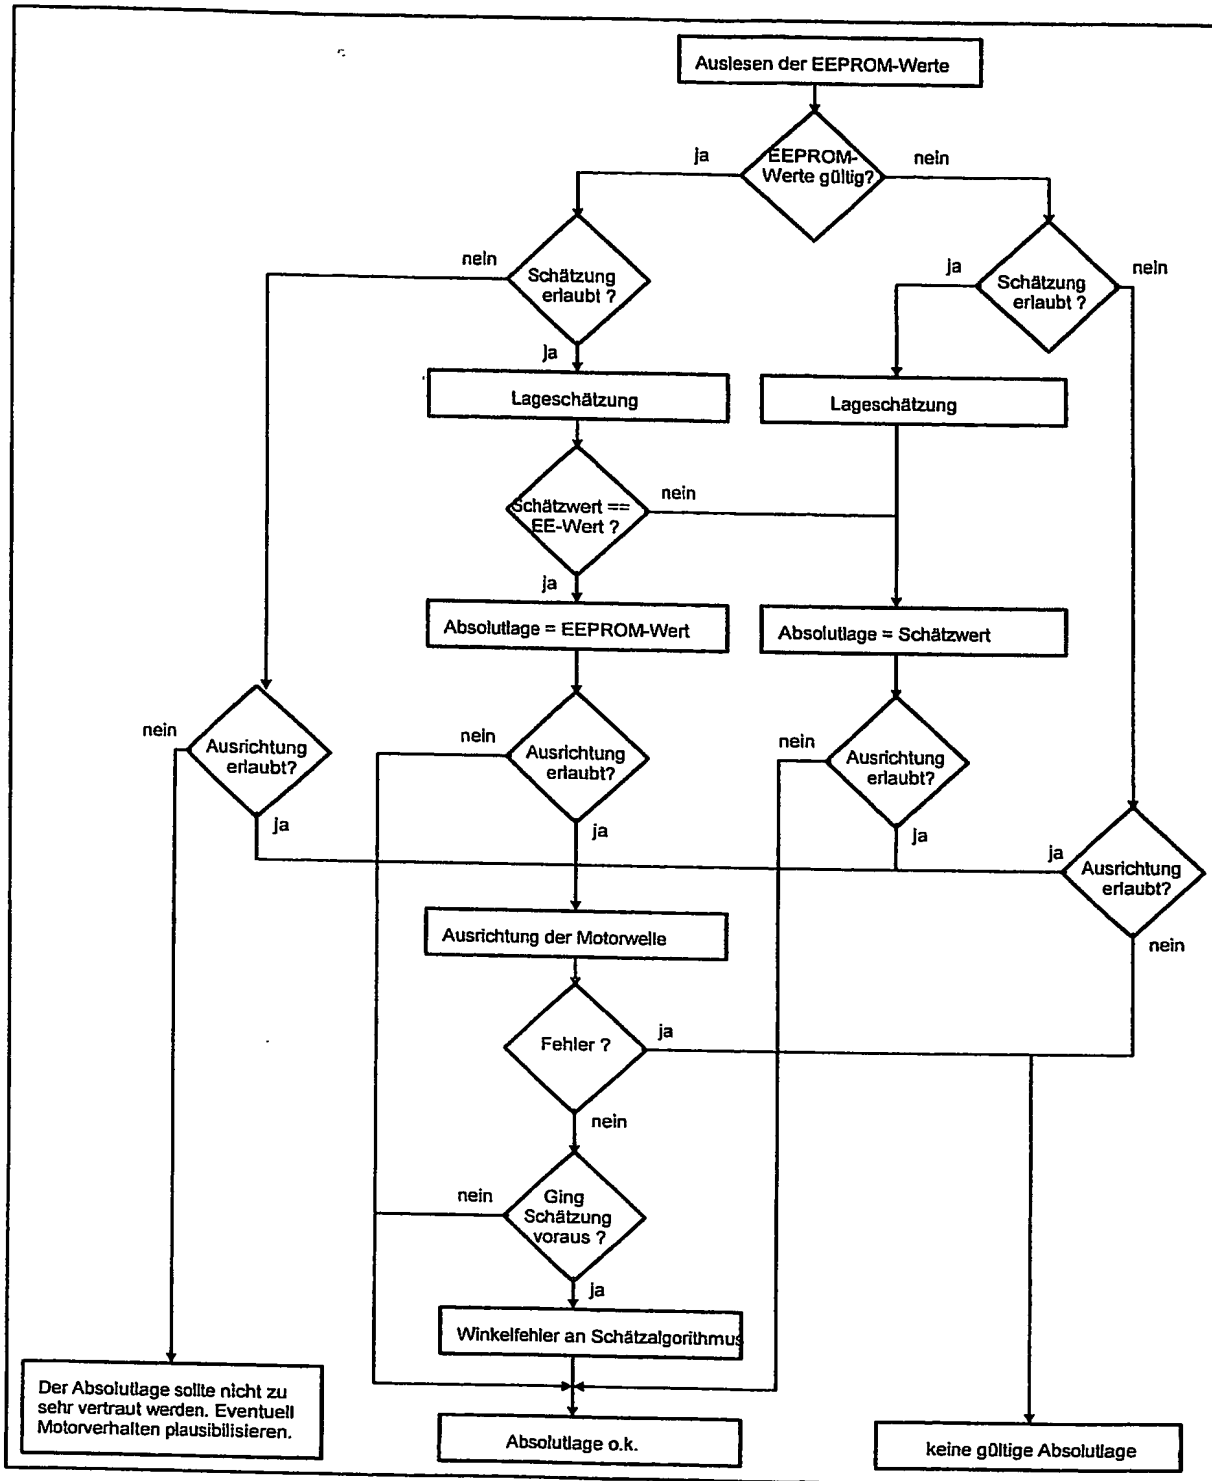 Auslesen der EEPROM-Werte
ja
EEPROM-
Werte gültig?
nein
nein
Schätzung
erlaubt ?
ja
Schätzung
erlaubt ?
nein
ja
Lageschätzung
Lageschätzung
Schätzwert ==
EE-Wert ?
nein
ja
Absolutlage = EEPROM-Wert
Absolutlage = Schätzwert
nein
Ausrichtung
erlaubt?
nein
Ausrichtung
erlaubt?
nein
Ausrichtung
erlaubt?
ja
ja
ja
ja
Ausrichtung
erlaubt?
nein
Ausrichtung der Motorwelle
Fehler ?
ja
nein
nein
Ging
Schätzung
voraus ?
ja
Winkelfehler an Schätzalgorithmus
Der Absolutlage sollte nicht zu
sehr vertraut werden. Eventuell
Motorverhalten plausibilisieren.
Absolutlage o.k.
keine gültige Absolutlage